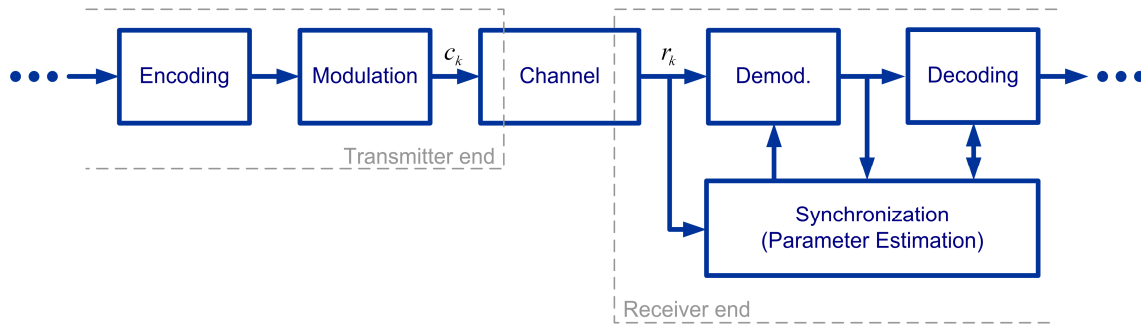 Encoding
Modulation
c_k
Channel
r_k
Demod.
Decoding
Transmitter end
Synchronization
(Parameter Estimation)
Receiver end